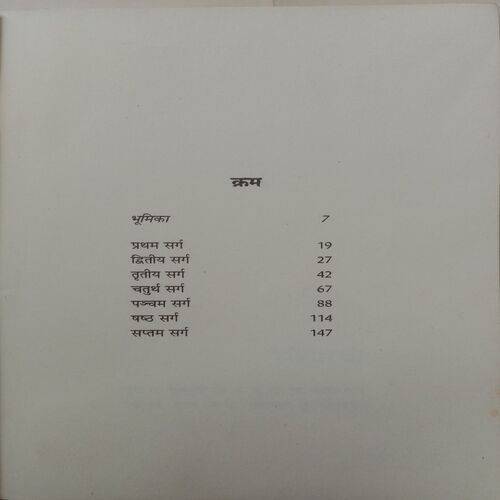 क्रम
भूमिका 7
प्रथम सर्ग 19
द्वितीय सर्ग 27
तृतीय सर्ग 42
चतुर्थ सर्ग 67
पञ्चम सर्ग 88
षष्ठ सर्ग 114
सप्तम सर्ग 147